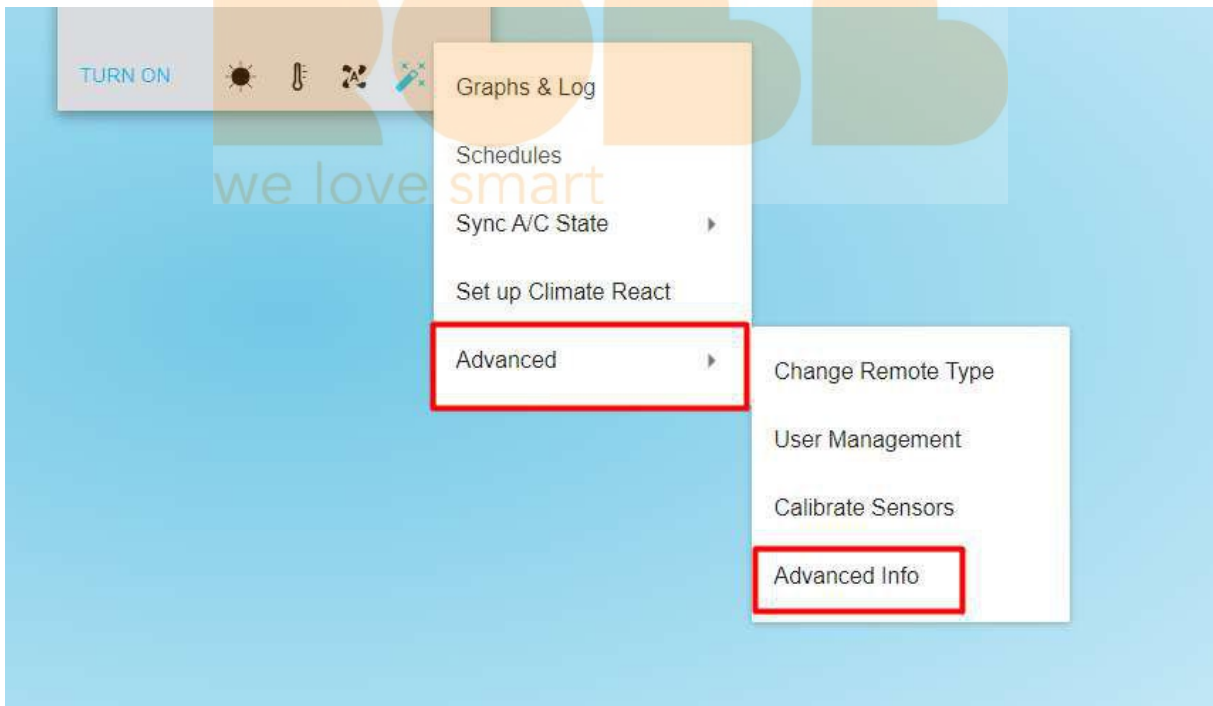 ROBB
we love smart
TURN ON
Graphs & Log
Schedules
Sync A/C State
Set up Climate React
Advanced
Change Remote Type
User Management
Calibrate Sensors
Advanced Info